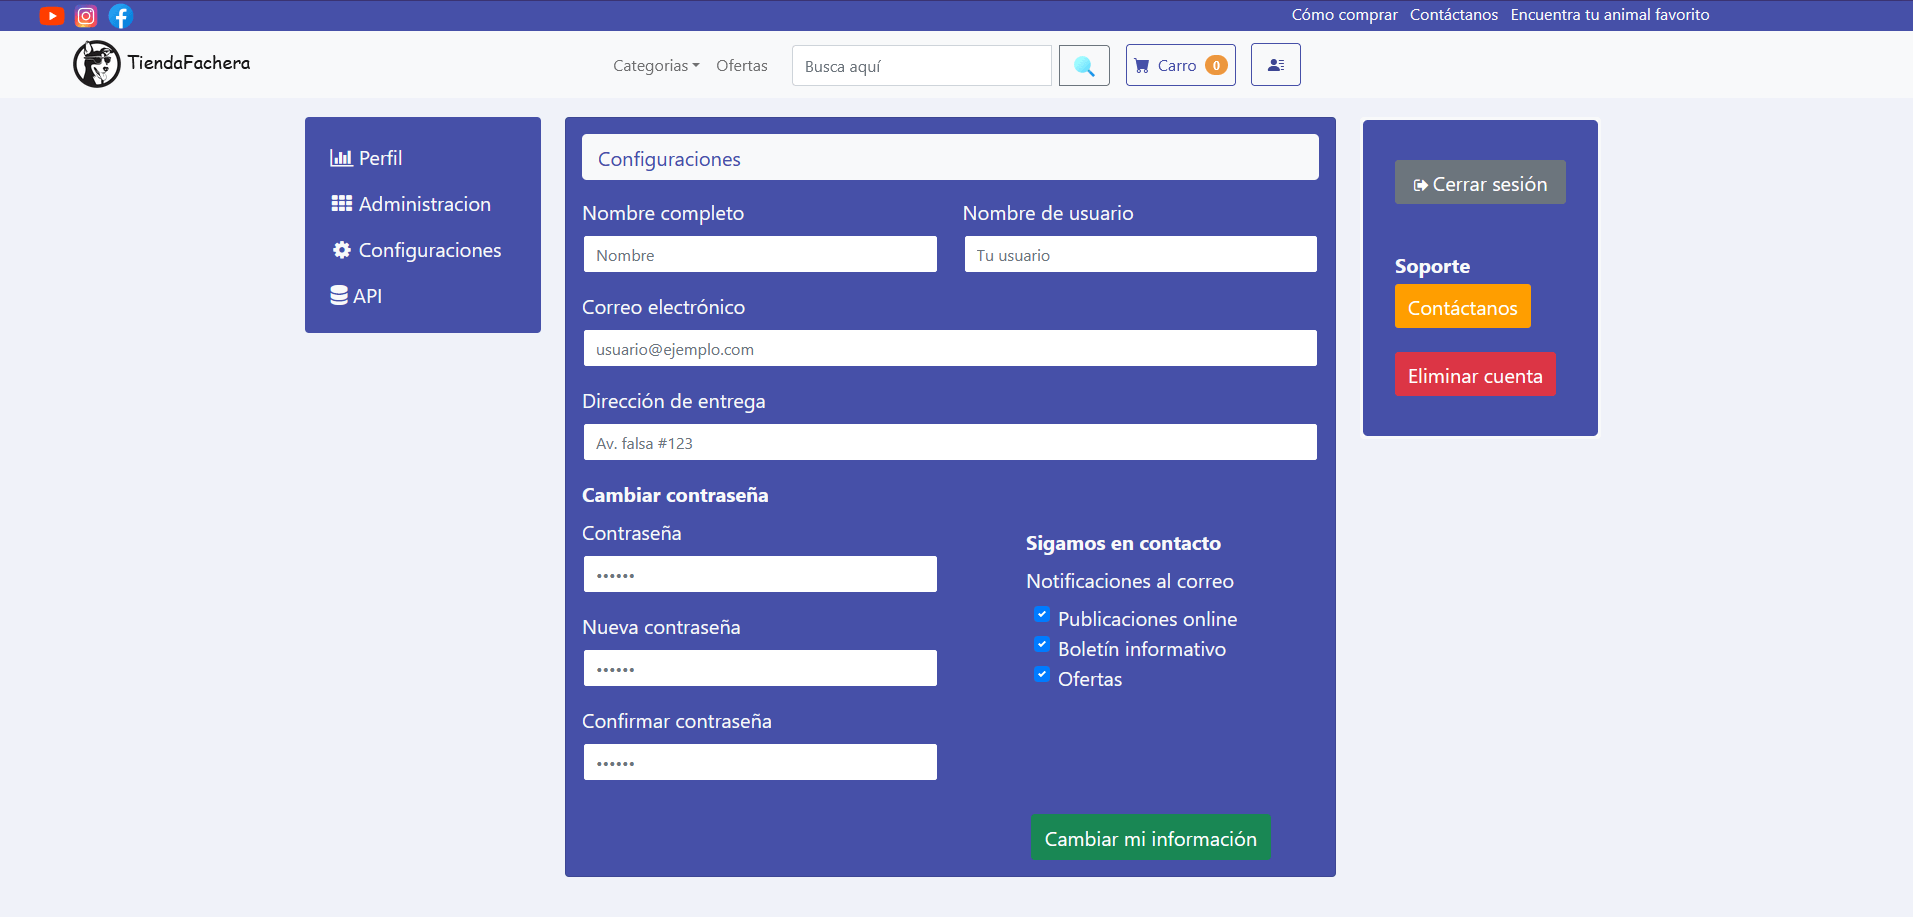 Cómo comprar Contáctanos Encuentra tu animal favorito
TiendaFachera
Categorias Ofertas Busca aquí Carro 0
Perfil
Administracion
Configuraciones
API
Configuraciones
Nombre completo Nombre de usuario
Nombre Tu usuario
Correo electrónico
usuario@ejemplo.com
Dirección de entrega
Av. falsa #123
Cambiar contraseña
Contraseña
••••••
Nueva contraseña
••••••
Confirmar contraseña
••••••
Sigamos en contacto
Notificaciones al correo
Publicaciones online
Boletín informativo
Ofertas
Cambiar mi información
Cerrar sesión
Soporte
Contáctanos
Eliminar cuenta